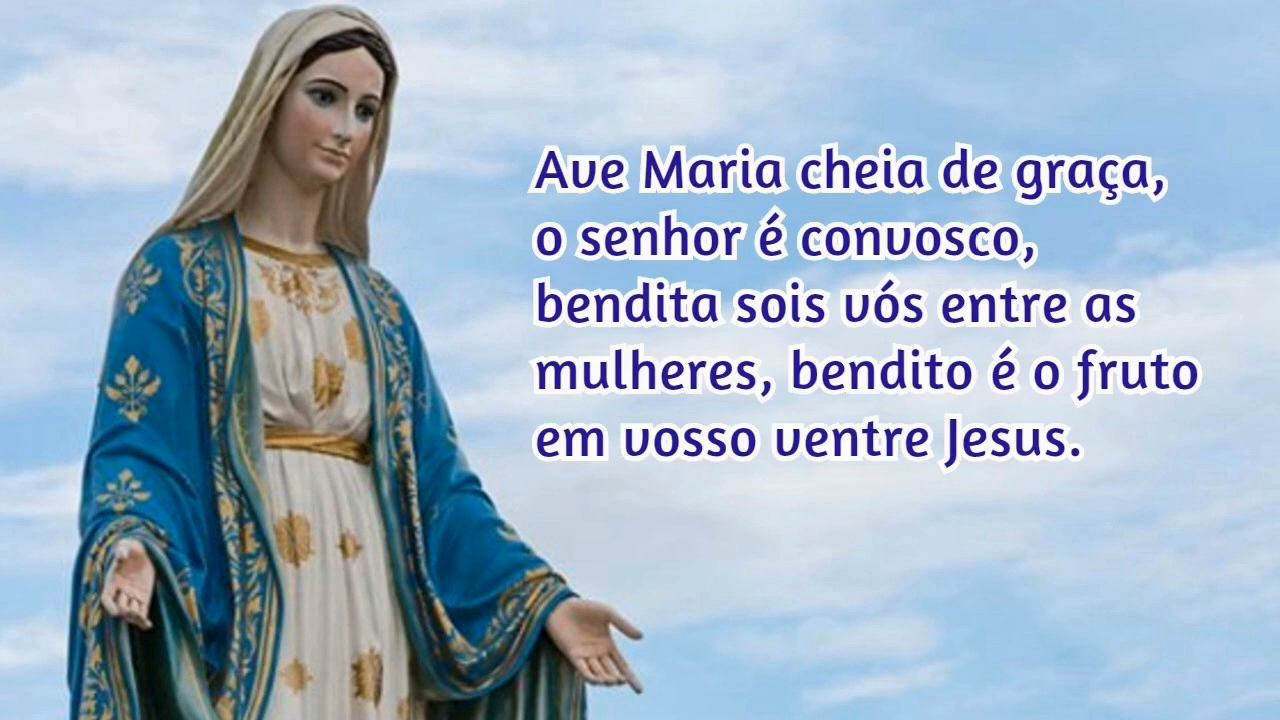 Ave Maria cheia de graça,
o senhor é convosco,
bendita sois vós entre as
mulheres, bendito é o fruto
em vosso ventre Jesus.